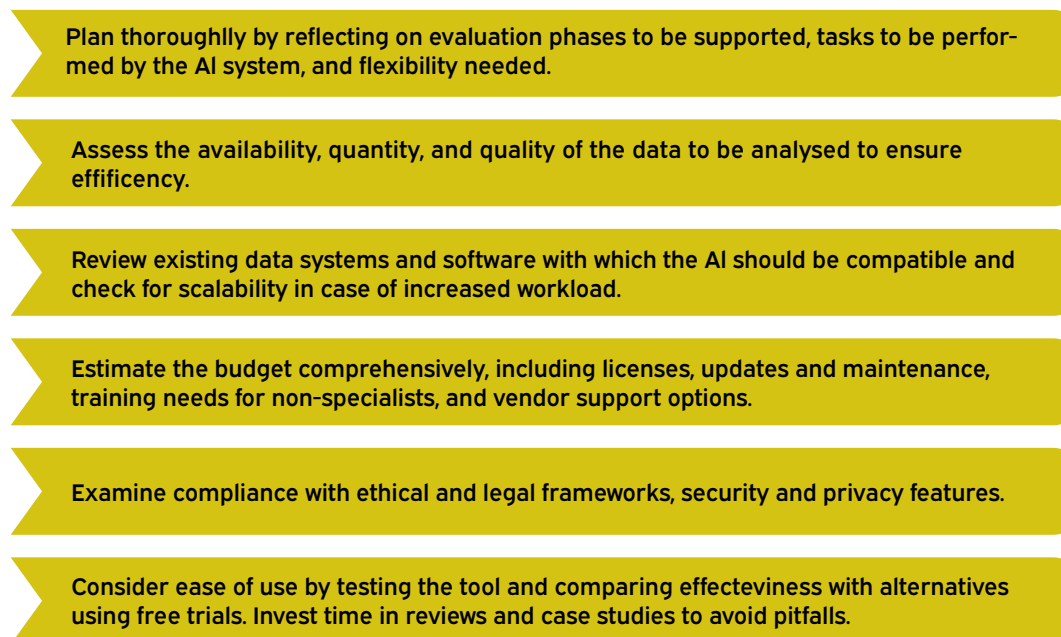 Plan thoroughlly by reflecting on evaluation phases to be supported, tasks to be perfor-
med by the AI system, and flexibility needed.
Assess the availability, quantity, and quality of the data to be analysed to ensure
effificency.
Review existing data systems and software with which the AI should be compatible and
check for scalability in case of increased workload.
Estimate the budget comprehensively, including licenses, updates and maintenance,
training needs for non-specialists, and vendor support options.
Examine compliance with ethical and legal frameworks, security and privacy features.
Consider ease of use by testing the tool and comparing effecteviness with alternatives
using free trials. Invest time in reviews and case studies to avoid pitfalls.